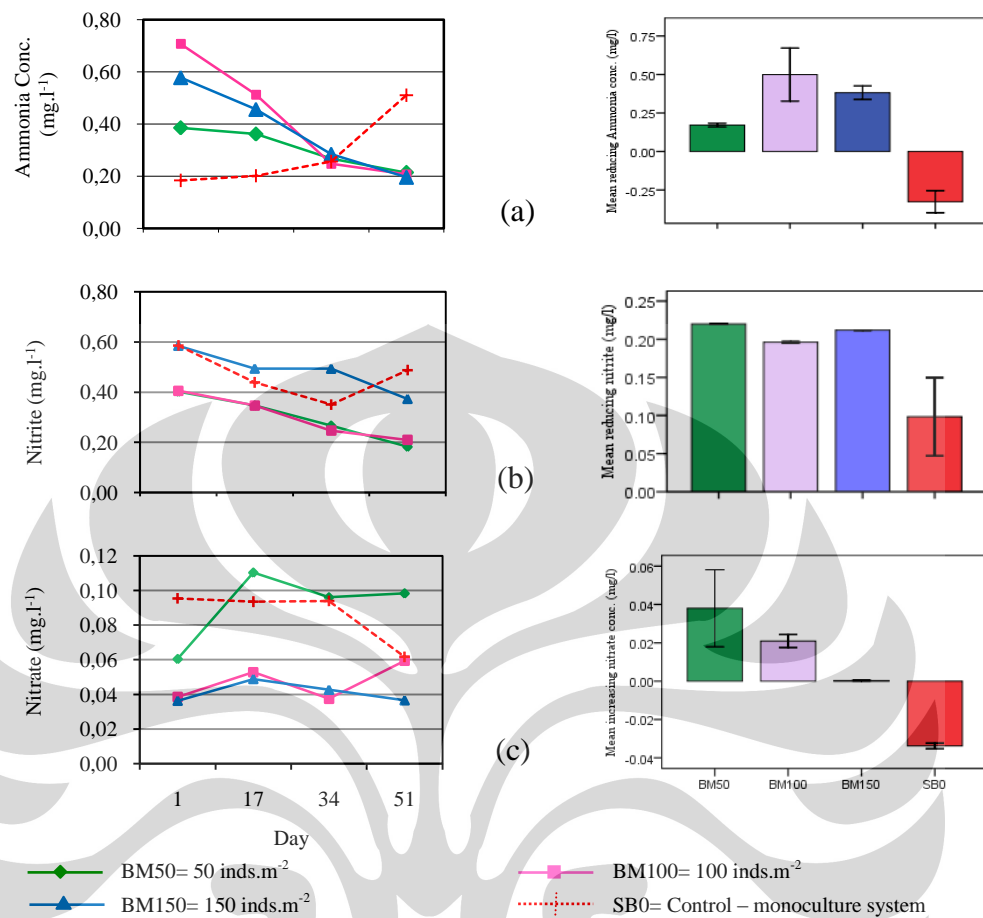 0,80
0,60
0,40
0,20
0,00
Ammonia Conc.
(mg.l-1)
0.75
0.50
0.25
0.00
-0.25
Mean reducing Ammonia conc. (mg/l)
(a)
0,80
0,60
0,40
0,20
0,00
Nitrite (mg.l-1)
0.25
0.20
0.15
0.10
0.05
0.00
Mean reducing nitrite (mg/l)
(b)
0,12
0,10
0,08
0,06
0,04
0,02
0,00
Nitrate (mg.l-1)
1 17 34 51
Day
0.06
0.04
0.02
0.00
-0.02
-0.04
Mean increasing nitrate conc. (mg/l)
BM50 BM100 BM150 SB0
(c)
BM50= 50 inds.m-2
BM100= 100 inds.m-2
BM150= 150 inds.m-2
SB0= Control – monoculture system